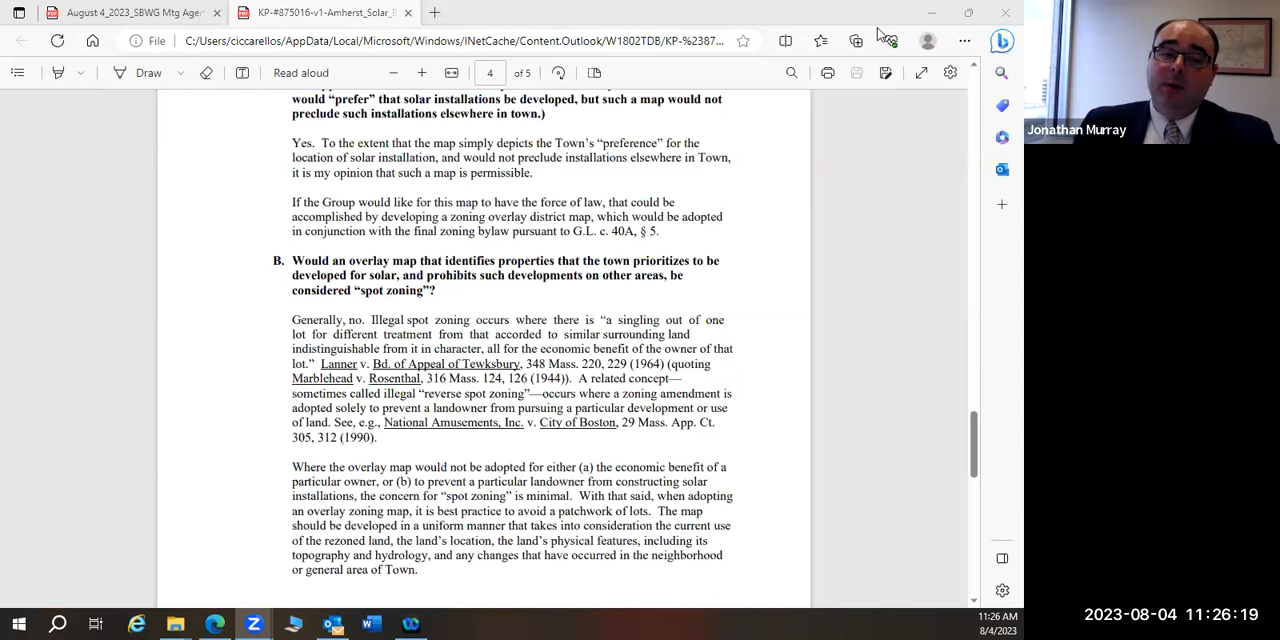 August 4_2023_SBWG Mtg Age
KP-#875016-v1-Amherst_Solar_B
File
C:/Users/ciccarellos/AppData/Local/Microsoft/Windows/INetCache/Content.Outlook/W1802TDB/KP-%2387...
Draw
Read aloud
4 of 5
would “prefer” that solar installations be developed, but such a map would not
preclude such installations elsewhere in town.)
Yes. To the extent that the map simply depicts the Town’s “preference” for the
location of solar installation, and would not preclude installations elsewhere in Town,
it is my opinion that such a map is permissible.
If the Group would like for this map to have the force of law, that could be
accomplished by developing a zoning overlay district map, which would be adopted
in conjunction with the final zoning bylaw pursuant to G.L. c. 40A, § 5.
B. Would an overlay map that identifies properties that the town prioritizes to be
developed for solar, and prohibits such developments on other areas, be
considered “spot zoning”?
Generally, no. Illegal spot zoning occurs where there is “a singling out of one
lot for different treatment from that accorded to similar surrounding land
indistinguishable from it in character, all for the economic benefit of the owner of that
lot.” Lanner v. Bd. of Appeal of Tewksbury, 348 Mass. 220, 229 (1964) (quoting
Marblehead v. Rosenthal, 316 Mass. 124, 126 (1944)). A related concept—
sometimes called illegal “reverse spot zoning”—occurs where a zoning amendment is
adopted solely to prevent a landowner from pursuing a particular development or use
of land. See, e.g., National Amusements, Inc. v. City of Boston, 29 Mass. App. Ct.
305, 312 (1990).
Where the overlay map would not be adopted for either (a) the economic benefit of a
particular owner, or (b) to prevent a particular landowner from constructing solar
installations, the concern for “spot zoning” is minimal. With that said, when adopting
an overlay zoning map, it is best practice to avoid a patchwork of lots. The map
should be developed in a uniform manner that takes into consideration the current use
of the rezoned land, the land’s location, the land’s physical features, including its
topography and hydrology, and any changes that have occurred in the neighborhood
or general area of Town.
Jonathan Murray
11:26 AM
8/4/2023
2023-08-04 11:26:19